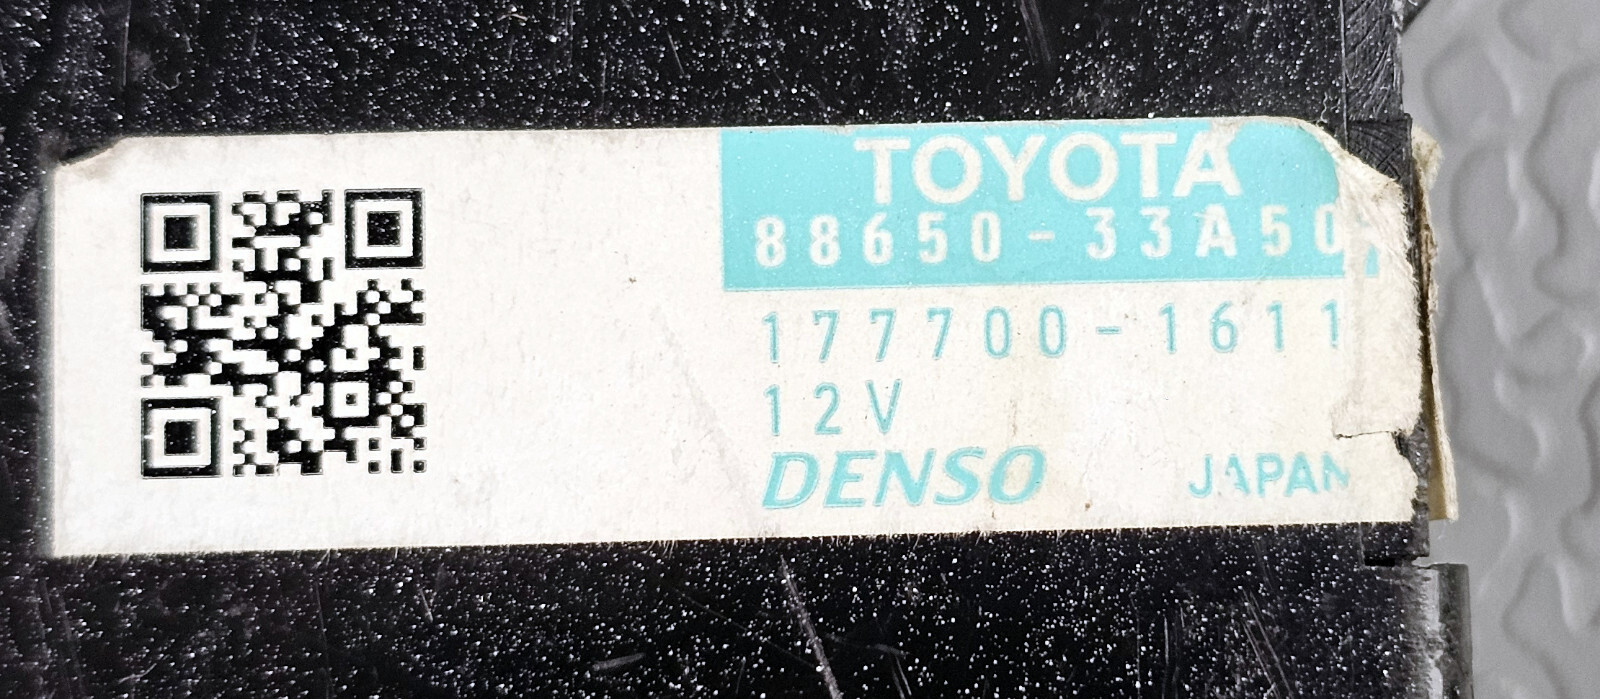 TOYOTA
88650-33A50
177700-1611
12V
DENSO JAPAN